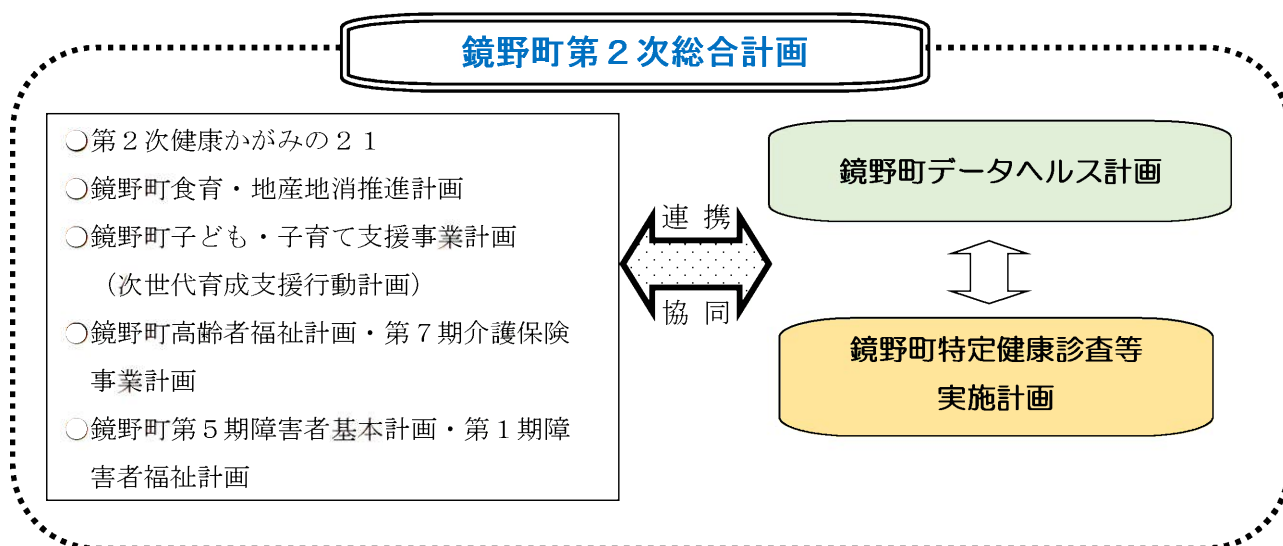 鏡野町第２次総合計画
○第２次健康かがみの２１
○鏡野町食育・地産地消推進計画
○鏡野町子ども・子育て支援事業計画
（次世代育成支援行動計画）
○鏡野町高齢者福祉計画・第７期介護保険
事業計画
○鏡野町第５期障害者基本計画・第１期障
害者福祉計画
連 携
協 同
鏡野町データヘルス計画
鏡野町特定健康診査等
実施計画